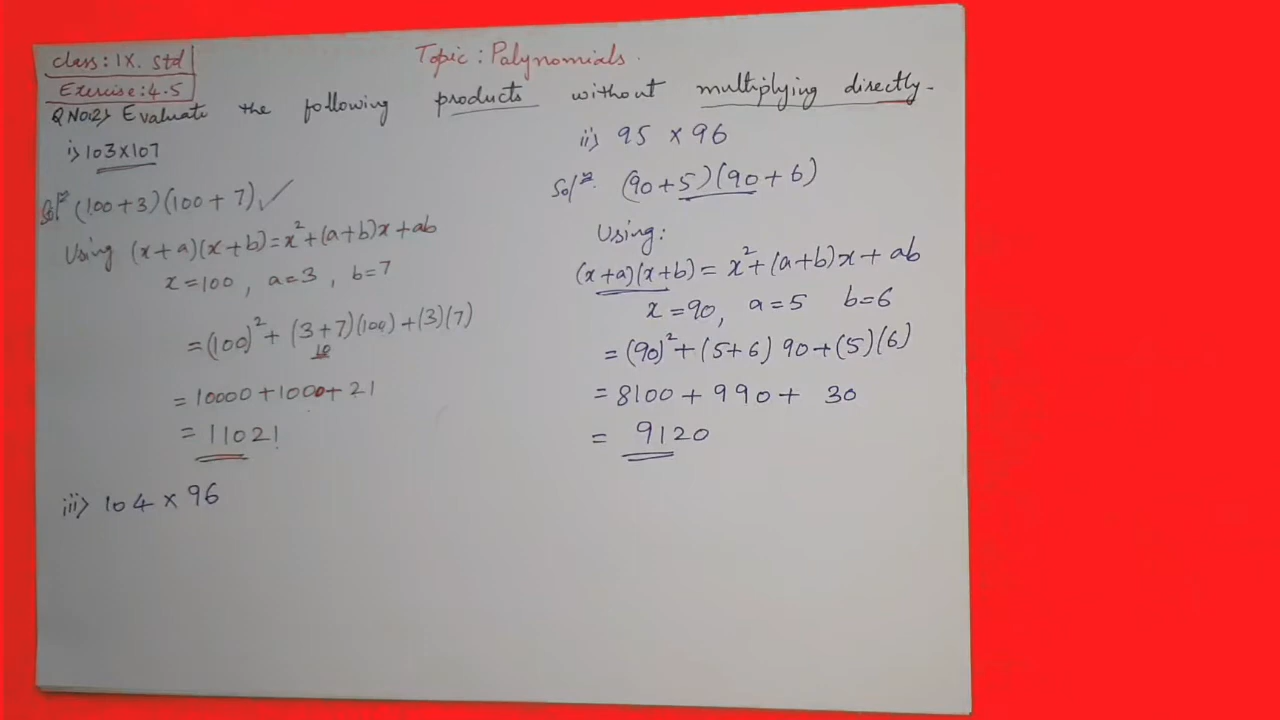 class: IX. std
Topic: Polynomials.
Exercise: 4.5
Q No:2) Evaluate the following products without multiplying directly.
i) 103×107
Solⁿ (100+3)(100+7) ✓
Using (x+a)(x+b)=x²+(a+b)x+ab
x=100, a=3, b=7
=(100)²+(3+7)(100)+(3)(7)
10
=10000+1000+21
=11021
ii) 95 ×96
Solⁿ. (90+5)(90+6)
Using:
(x+a)(x+b)= x²+(a+b)x+ab
x=90, a=5 b=6
=(90)²+(5+6) 90+(5)(6)
=8100+990+ 30
= 9120
iii) 104 × 96